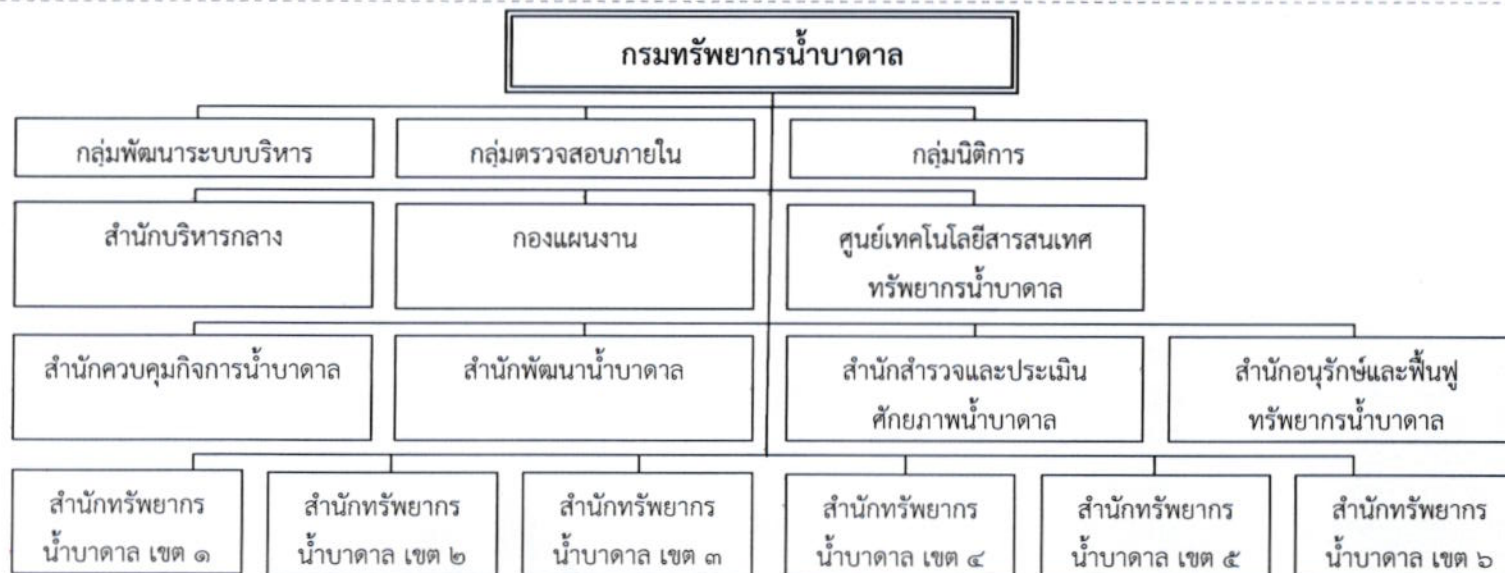 กรมทรัพยากรน้ำบาดาล
กลุ่มพัฒนาระบบบริหาร
กลุ่มตรวจสอบภายใน
กลุ่มนิติการ
สำนักบริหารกลาง
กองแผนงาน
ศูนย์เทคโนโลยีสารสนเทศ
ทรัพยากรน้ำบาดาล
สำนักควบคุมกิจการน้ำบาดาล
สำนักพัฒนาน้ำบาดาล
สำนักสำรวจและประเมิน
ศักยภาพน้ำบาดาล
สำนักอนุรักษ์และฟื้นฟู
ทรัพยากรน้ำบาดาล
สำนักทรัพยากร
น้ำบาดาล เขต ๑
สำนักทรัพยากร
น้ำบาดาล เขต ๒
สำนักทรัพยากร
น้ำบาดาล เขต ๓
สำนักทรัพยากร
น้ำบาดาล เขต ๔
สำนักทรัพยากร
น้ำบาดาล เขต ๕
สำนักทรัพยากร
น้ำบาดาล เขต ๖